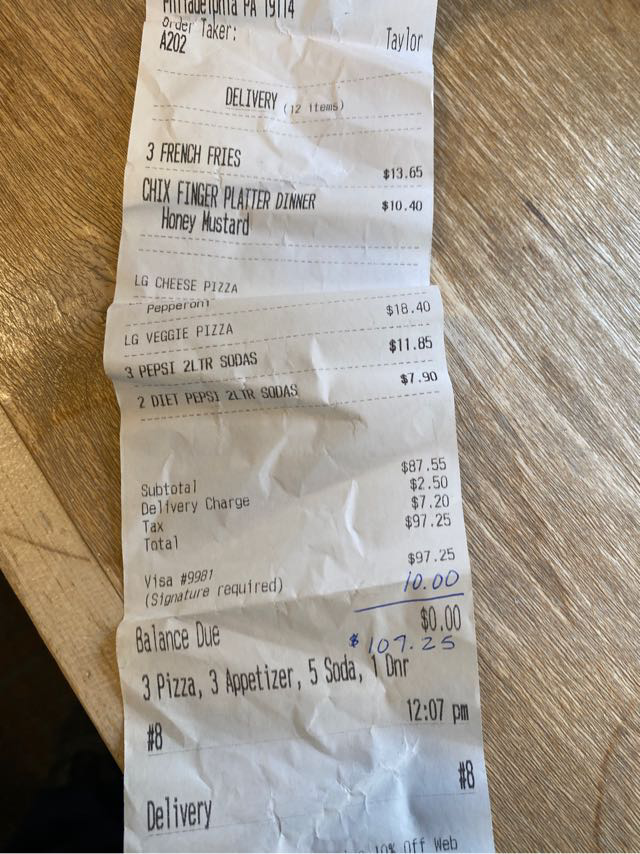 Philadelphia PA 19114
Order Taker:
A202 Taylor
DELIVERY (12 items)
3 FRENCH FRIES $13.65
CHIX FINGER PLATTER DINNER $10.40
Honey Mustard
LG CHEESE PIZZA
Pepperoni
LG VEGGIE PIZZA $18.40
3 PEPSI 2LTR SODAS $11.85
2 DIET PEPSI 2LTR SODAS $7.90
Subtotal $87.55
Delivery Charge $2.50
Tax $7.20
Total $97.25
Visa #9981 $97.25
(Signature required) 10.00
Balance Due $0.00
$107.25
3 Pizza, 3 Appetizer, 5 Soda, 1 Dnr
12:07 pm
#8
#8
Delivery
10% Off Web